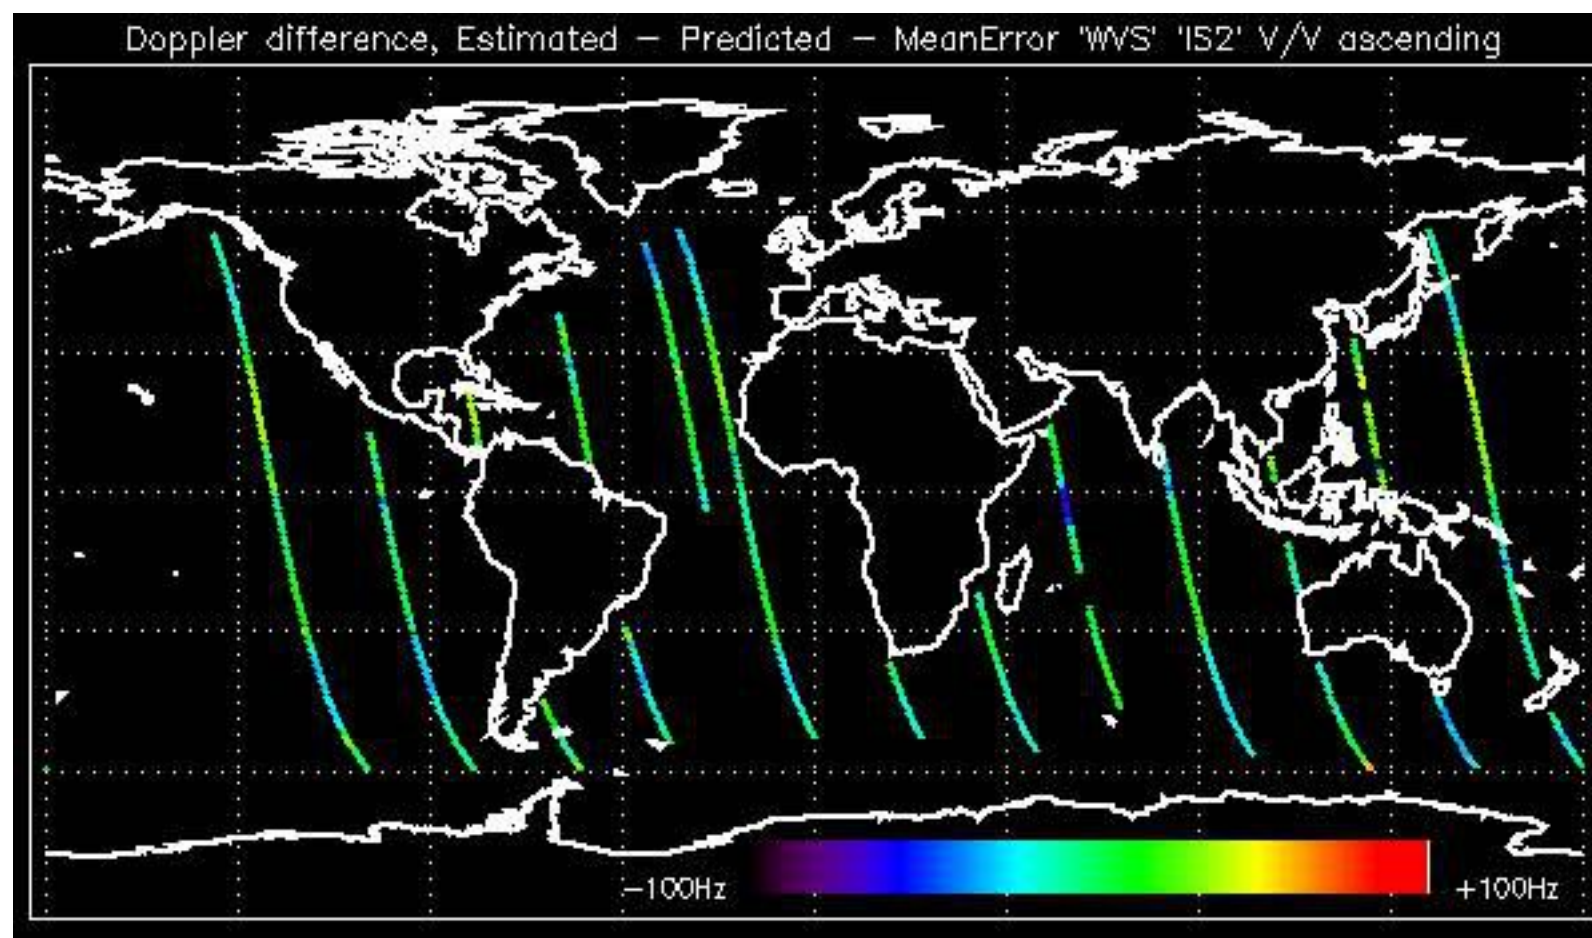 Doppler difference, Estimated – Predicted – MeanError 'WVS' 'IS2' V/V ascending
–100Hz
+100Hz